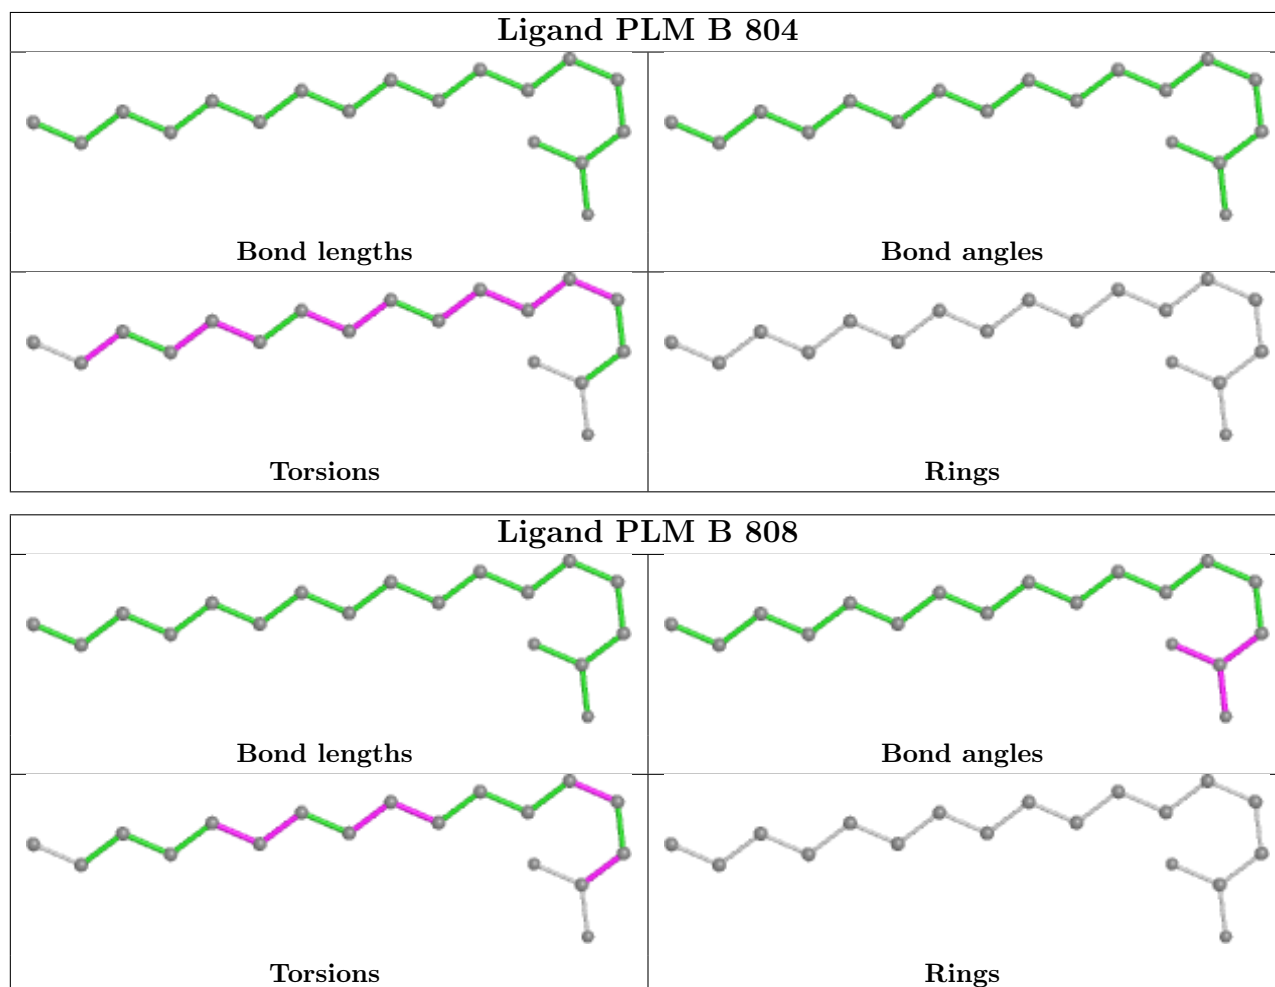 Ligand PLM B 804
Bond lengths
Bond angles
Torsions
Rings
Ligand PLM B 808
Bond lengths
Bond angles
Torsions
Rings